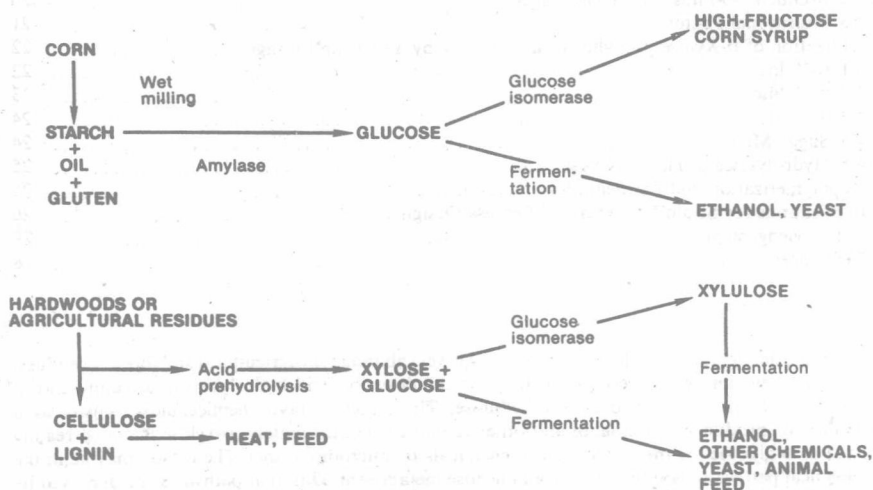 HIGH-FRUCTOSE
CORN SYRUP
CORN
Wet
milling
Glucose
isomerase
STARCH
+
OIL
+
GLUTEN
GLUCOSE
Amylase
Fermen-
tation
ETHANOL, YEAST
HARDWOODS OR
AGRICULTURAL RESIDUES
XYLULOSE
Glucose
isomerase
Acid
prehydrolysis
XYLOSE +
GLUCOSE
Fermentation
CELLULOSE
+
LIGNIN
HEAT, FEED
Fermentation
ETHANOL,
OTHER CHEMICALS,
YEAST, ANIMAL
FEED